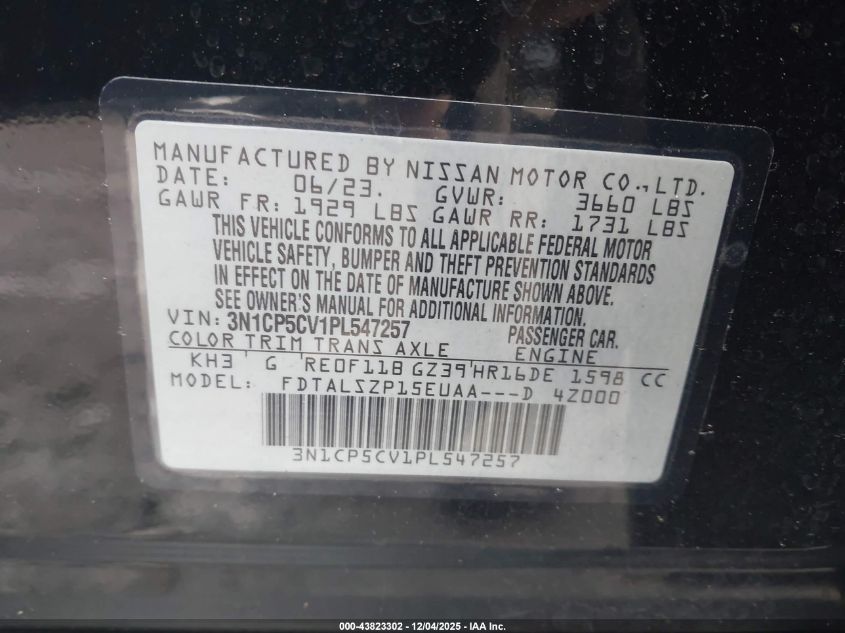 MANUFACTURED BY NISSAN MOTOR CO.,LTD.
DATE: 06/23. GVWR: 3660 LBS
GAWR FR: 1929 LBS GAWR RR: 1731 LBS
THIS VEHICLE CONFORMS TO ALL APPLICABLE FEDERAL MOTOR
VEHICLE SAFETY, BUMPER AND THEFT PREVENTION STANDARDS
IN EFFECT ON THE DATE OF MANUFACTURE SHOWN ABOVE.
SEE OWNER'S MANUAL FOR ADDITIONAL INFORMATION.
VIN: 3N1CP5CV1PL547257 PASSENGER CAR.
COLOR TRIM TRANS AXLE ENGINE
KH3 G RE0F11B GZ39 HR16DE 1598 CC
MODEL: FDTALSZP15EUAA---D 4Z000
3N1CP5CV1PL547257
000-43823302 - 12/04/2025 - IAA Inc.